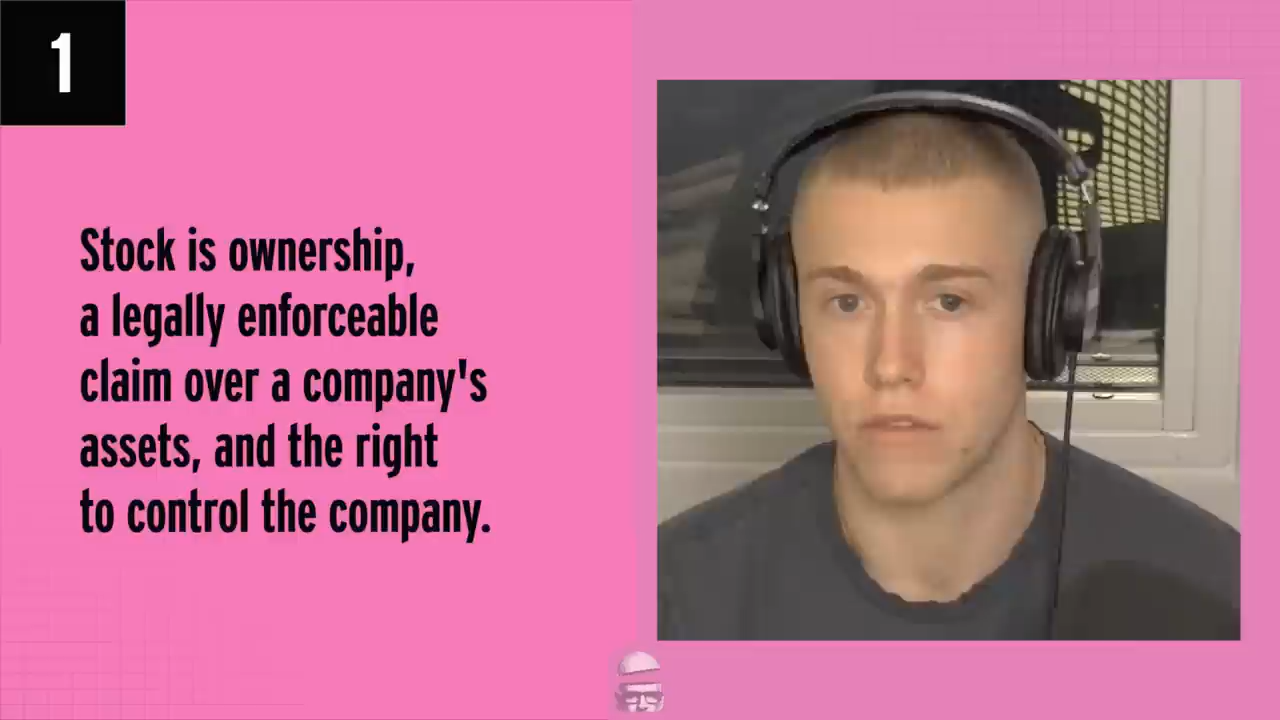 1
Stock is ownership,
a legally enforceable
claim over a company's
assets, and the right
to control the company.